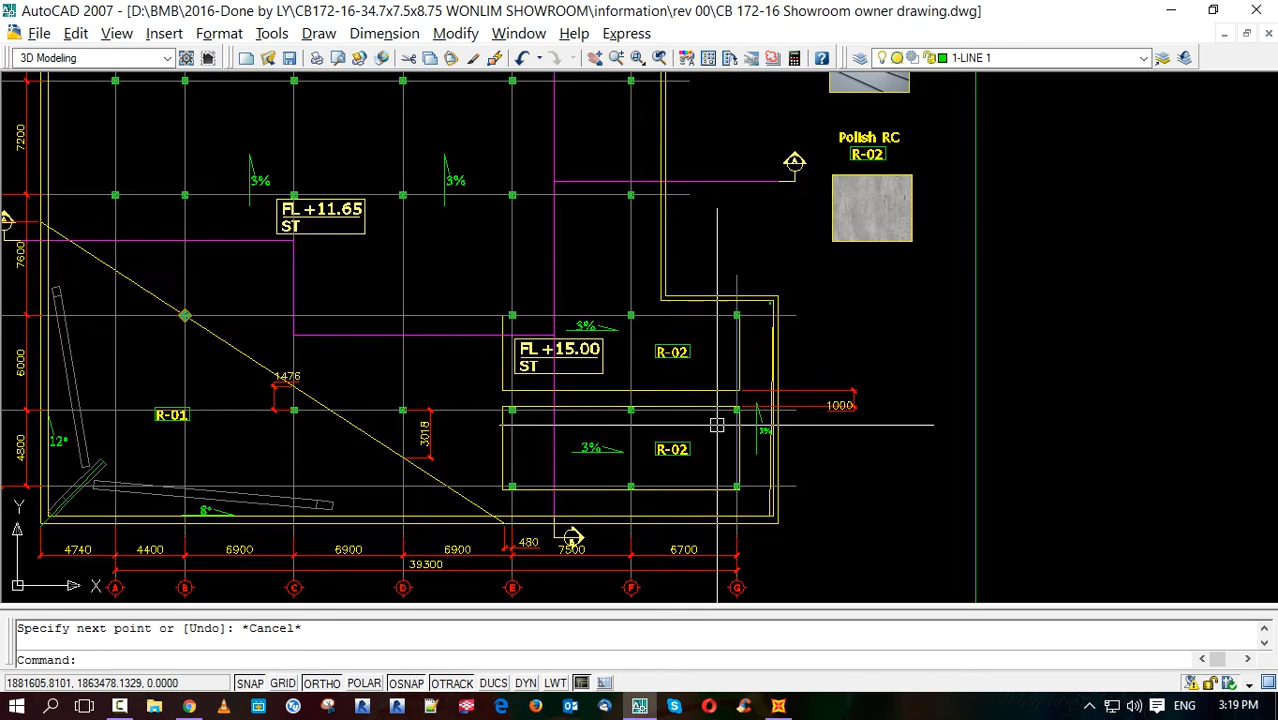 AutoCAD 2007 - [D:\BMB\2016-Done by LY\CB172-16-34.7x7.5x8.75 WONLIM SHOWROOM\information\rev 00\CB 172-16 Showroom owner drawing.dwg]
File Edit View Insert Format Tools Draw Dimension Modify Window Help Express
3D Modeling
1-LINE 1
7200
Polish RC
R-02
A
3% 3%
FL +11.65
ST
7600
3%
FL +15.00
ST
R-02
6000
1476
1000
R-01
12°
3018
3%
4800
3%
R-02
Y
8°
4740 4400 6900 6900 6900 480 7500 6700
39300
X A B C D E F G
Specify next point or [Undo]: *Cancel*
Command:
1881605.8101, 1863478.1329, 0.0000 SNAP GRID ORTHO POLAR OSNAP OTRACK DUCS DYN LWT
ENG 3:19 PM